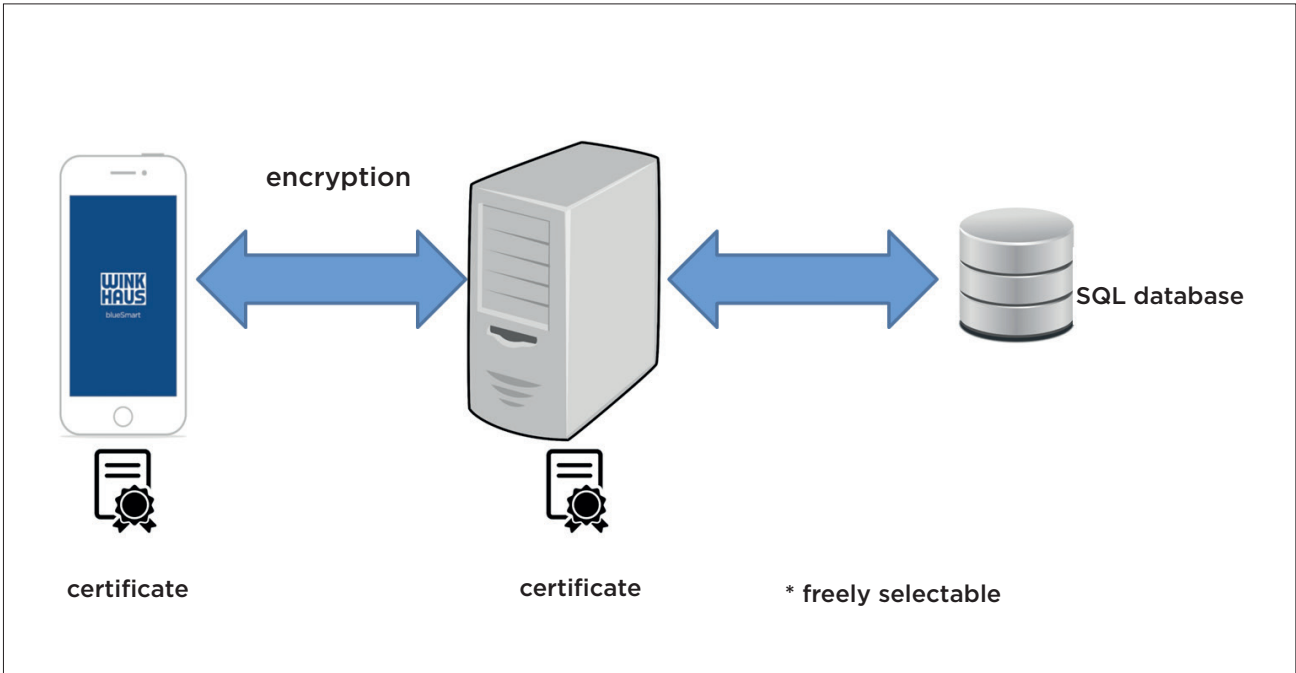 encryption
WINK
HAUS
blueSmart
SQL database
certificate
certificate
* freely selectable